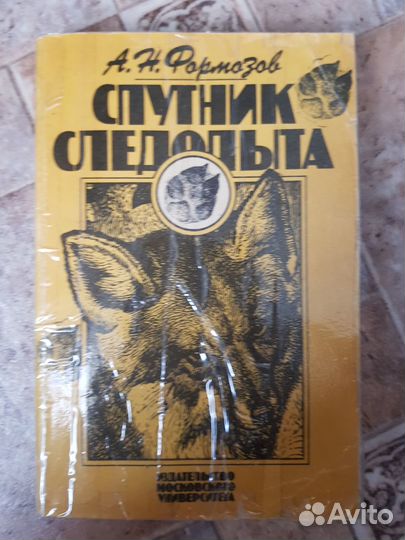 А.Н. Формозов
СПУТНИК
СЛЕДОПЫТА
ИЗДАТЕЛЬСТВО
МОСКОВСКОГО
УНИВЕРСИТЕТА
Avito